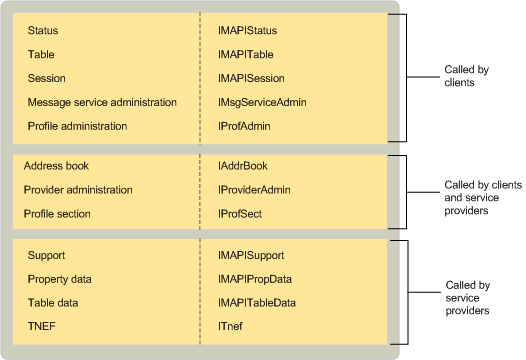 Status IMAPIStatus
Table IMAPITable
Session IMAPISession
Message service administration IMsgServiceAdmin
Profile administration IProfAdmin
Called by
clients
Address book IAddrBook
Provider administration IProviderAdmin
Profile section IProfSect
Called by clients
and service
providers
Support IMAPISupport
Property data IMAPIPropData
Table data IMAPITableData
TNEF ITnef
Called by
service
providers